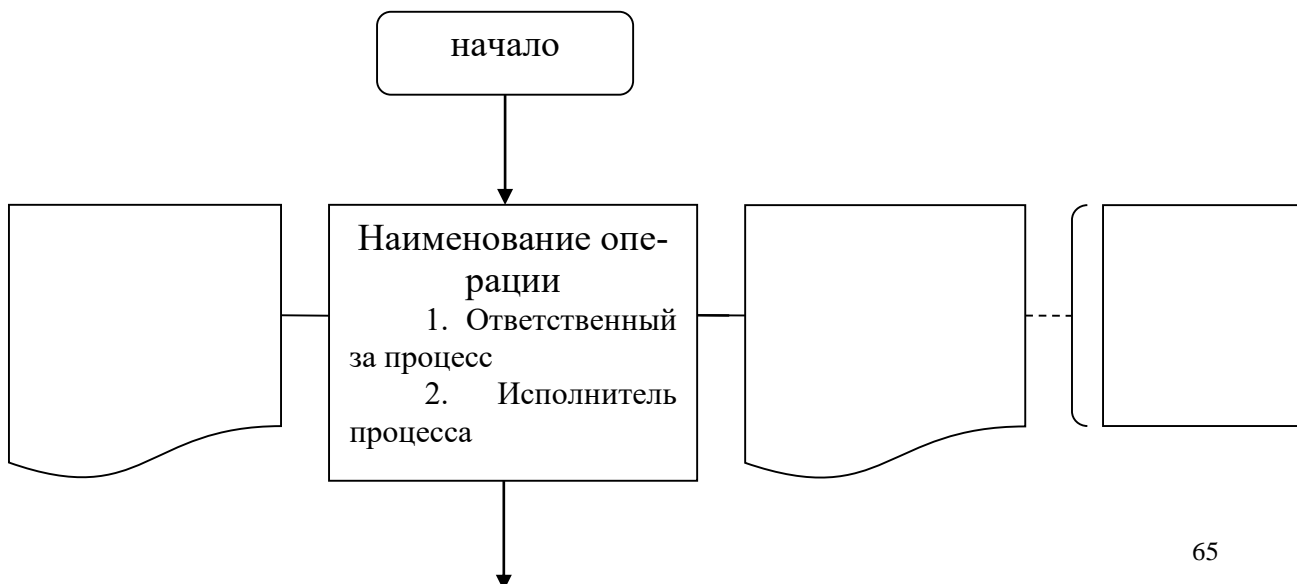 начало
Наименование опе-
рации
1. Ответственный
за процесс
2. Исполнитель
процесса
65